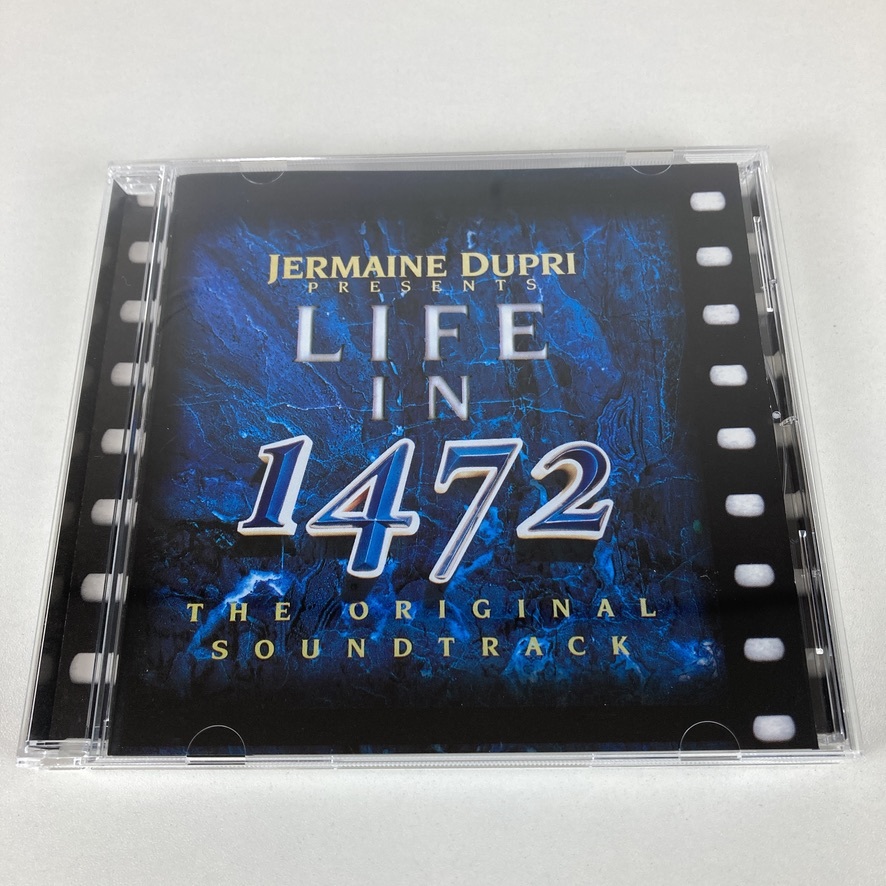 JERMAINE DUPRI
PRESENTS
LIFE
IN
1472
THE ORIGINAL
SOUNDTRACK